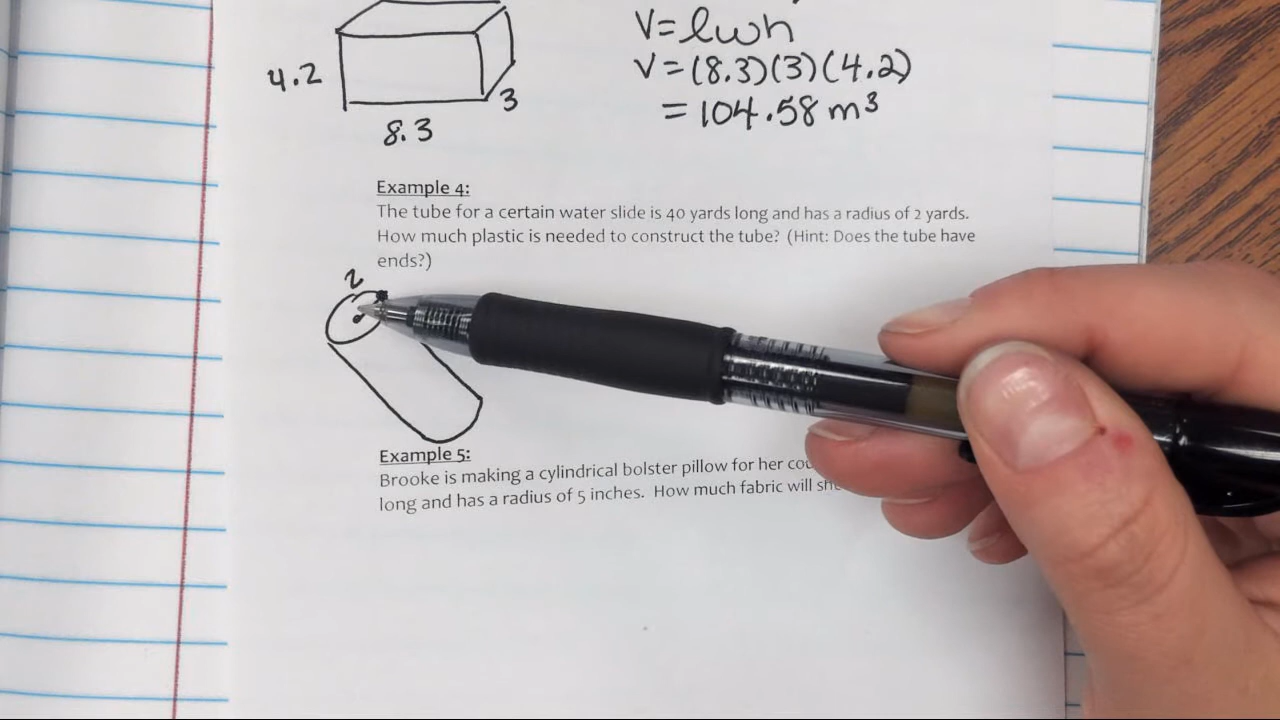 V=lwh
4.2
V=(8.3)(3)(4.2)
3
= 104.58 m³
8.3
Example 4:
The tube for a certain water slide is 40 yards long and has a radius of 2 yards.
How much plastic is needed to construct the tube? (Hint: Does the tube have
ends?)
2
Example 5:
Brooke is making a cylindrical bolster pillow for her
long and has a radius of 5 inches. How much fabric will